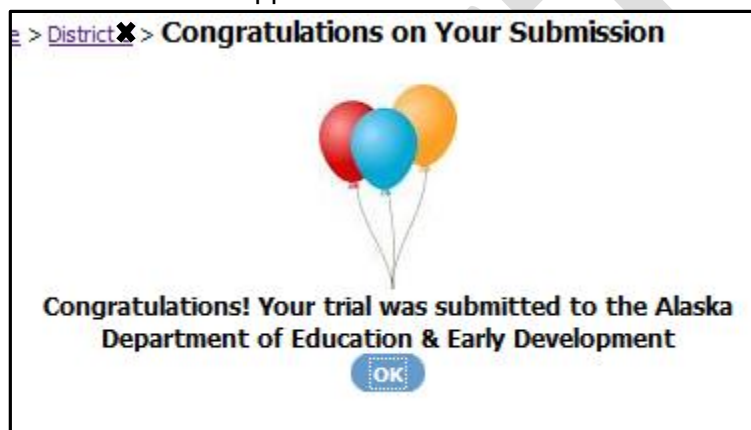 > District ✖ > Congratulations on Your Submission
Congratulations! Your trial was submitted to the Alaska
Department of Education & Early Development
OK